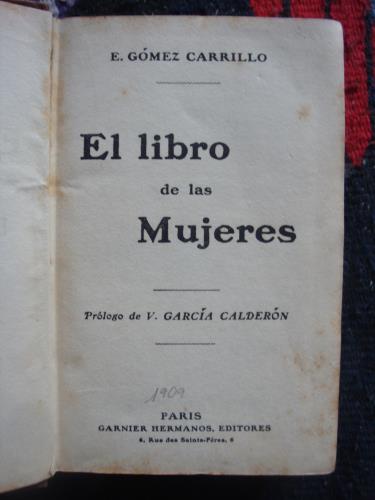 E. GÓMEZ CARRILLO
El libro
de las
Mujeres
Prólogo de V. GARCÍA CALDERÓN
1909
PARIS
GARNIER HERMANOS, EDITORES
6, Rue des Saints-Pères, 6